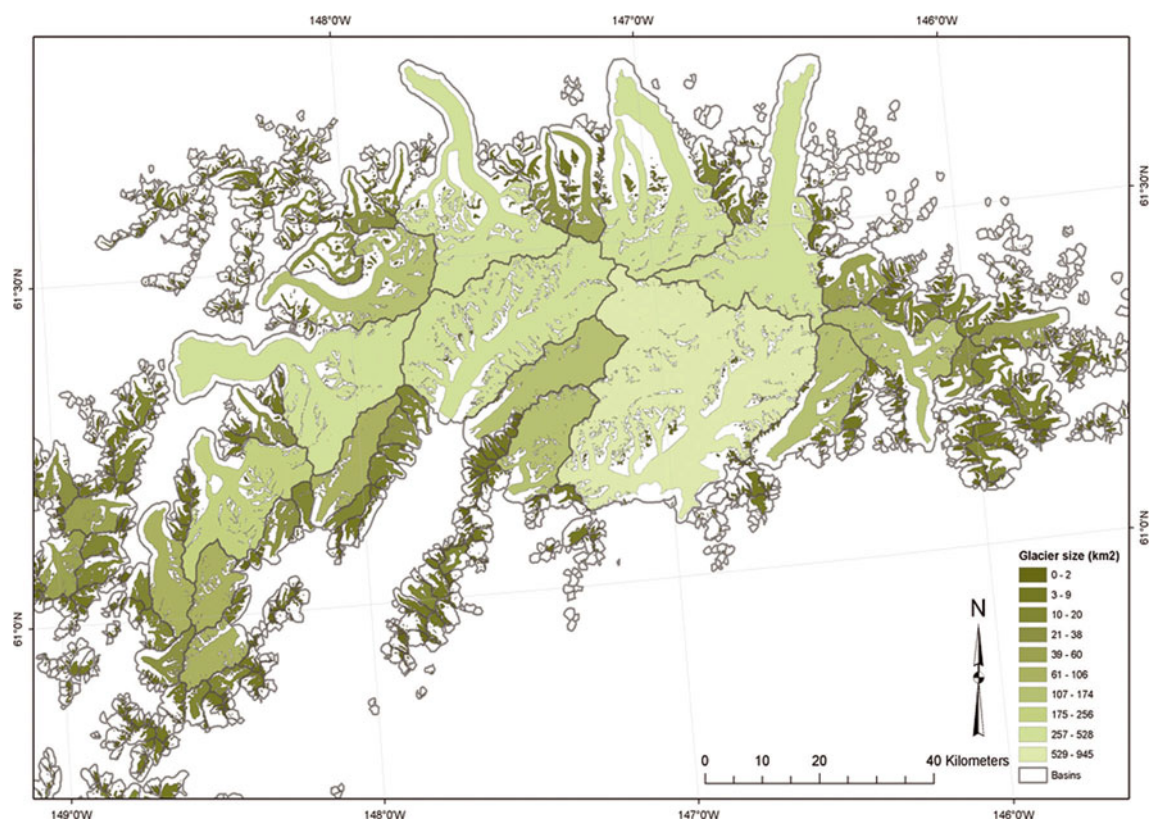 148°0'W
147°0'W
146°0'W
61°30'N
61°30'N
61°0'N
61°0'N
Glacier size (km2)
0 - 2
3 - 9
10 - 20
21 - 38
39 - 60
61 - 106
107 - 174
175 - 256
257 - 528
529 - 945
Basins
N
0 10 20 40 Kilometers
149°0'W
148°0'W
147°0'W
146°0'W